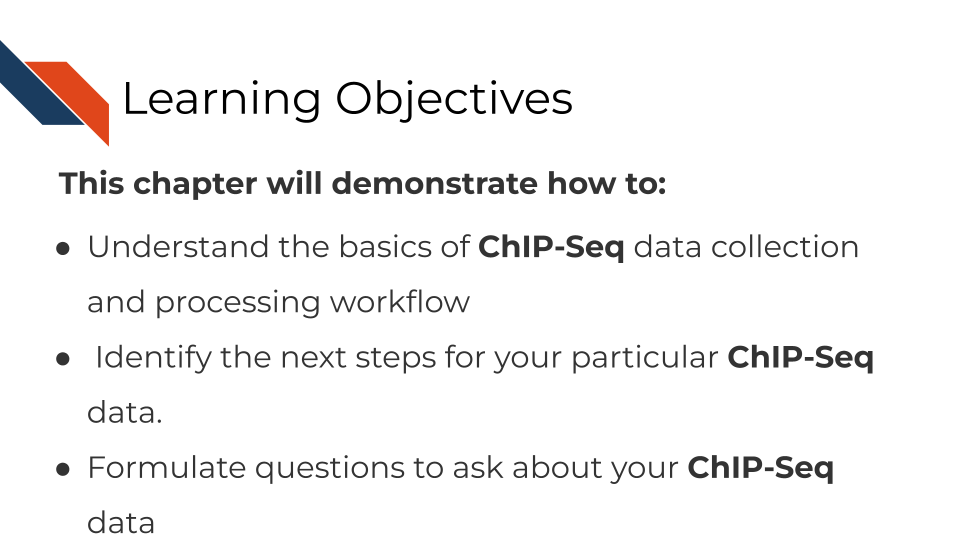 Learning Objectives
This chapter will demonstrate how to:
● Understand the basics of ChIP-Seq data collection
and processing workflow
● Identify the next steps for your particular ChIP-Seq
data.
● Formulate questions to ask about your ChIP-Seq
data